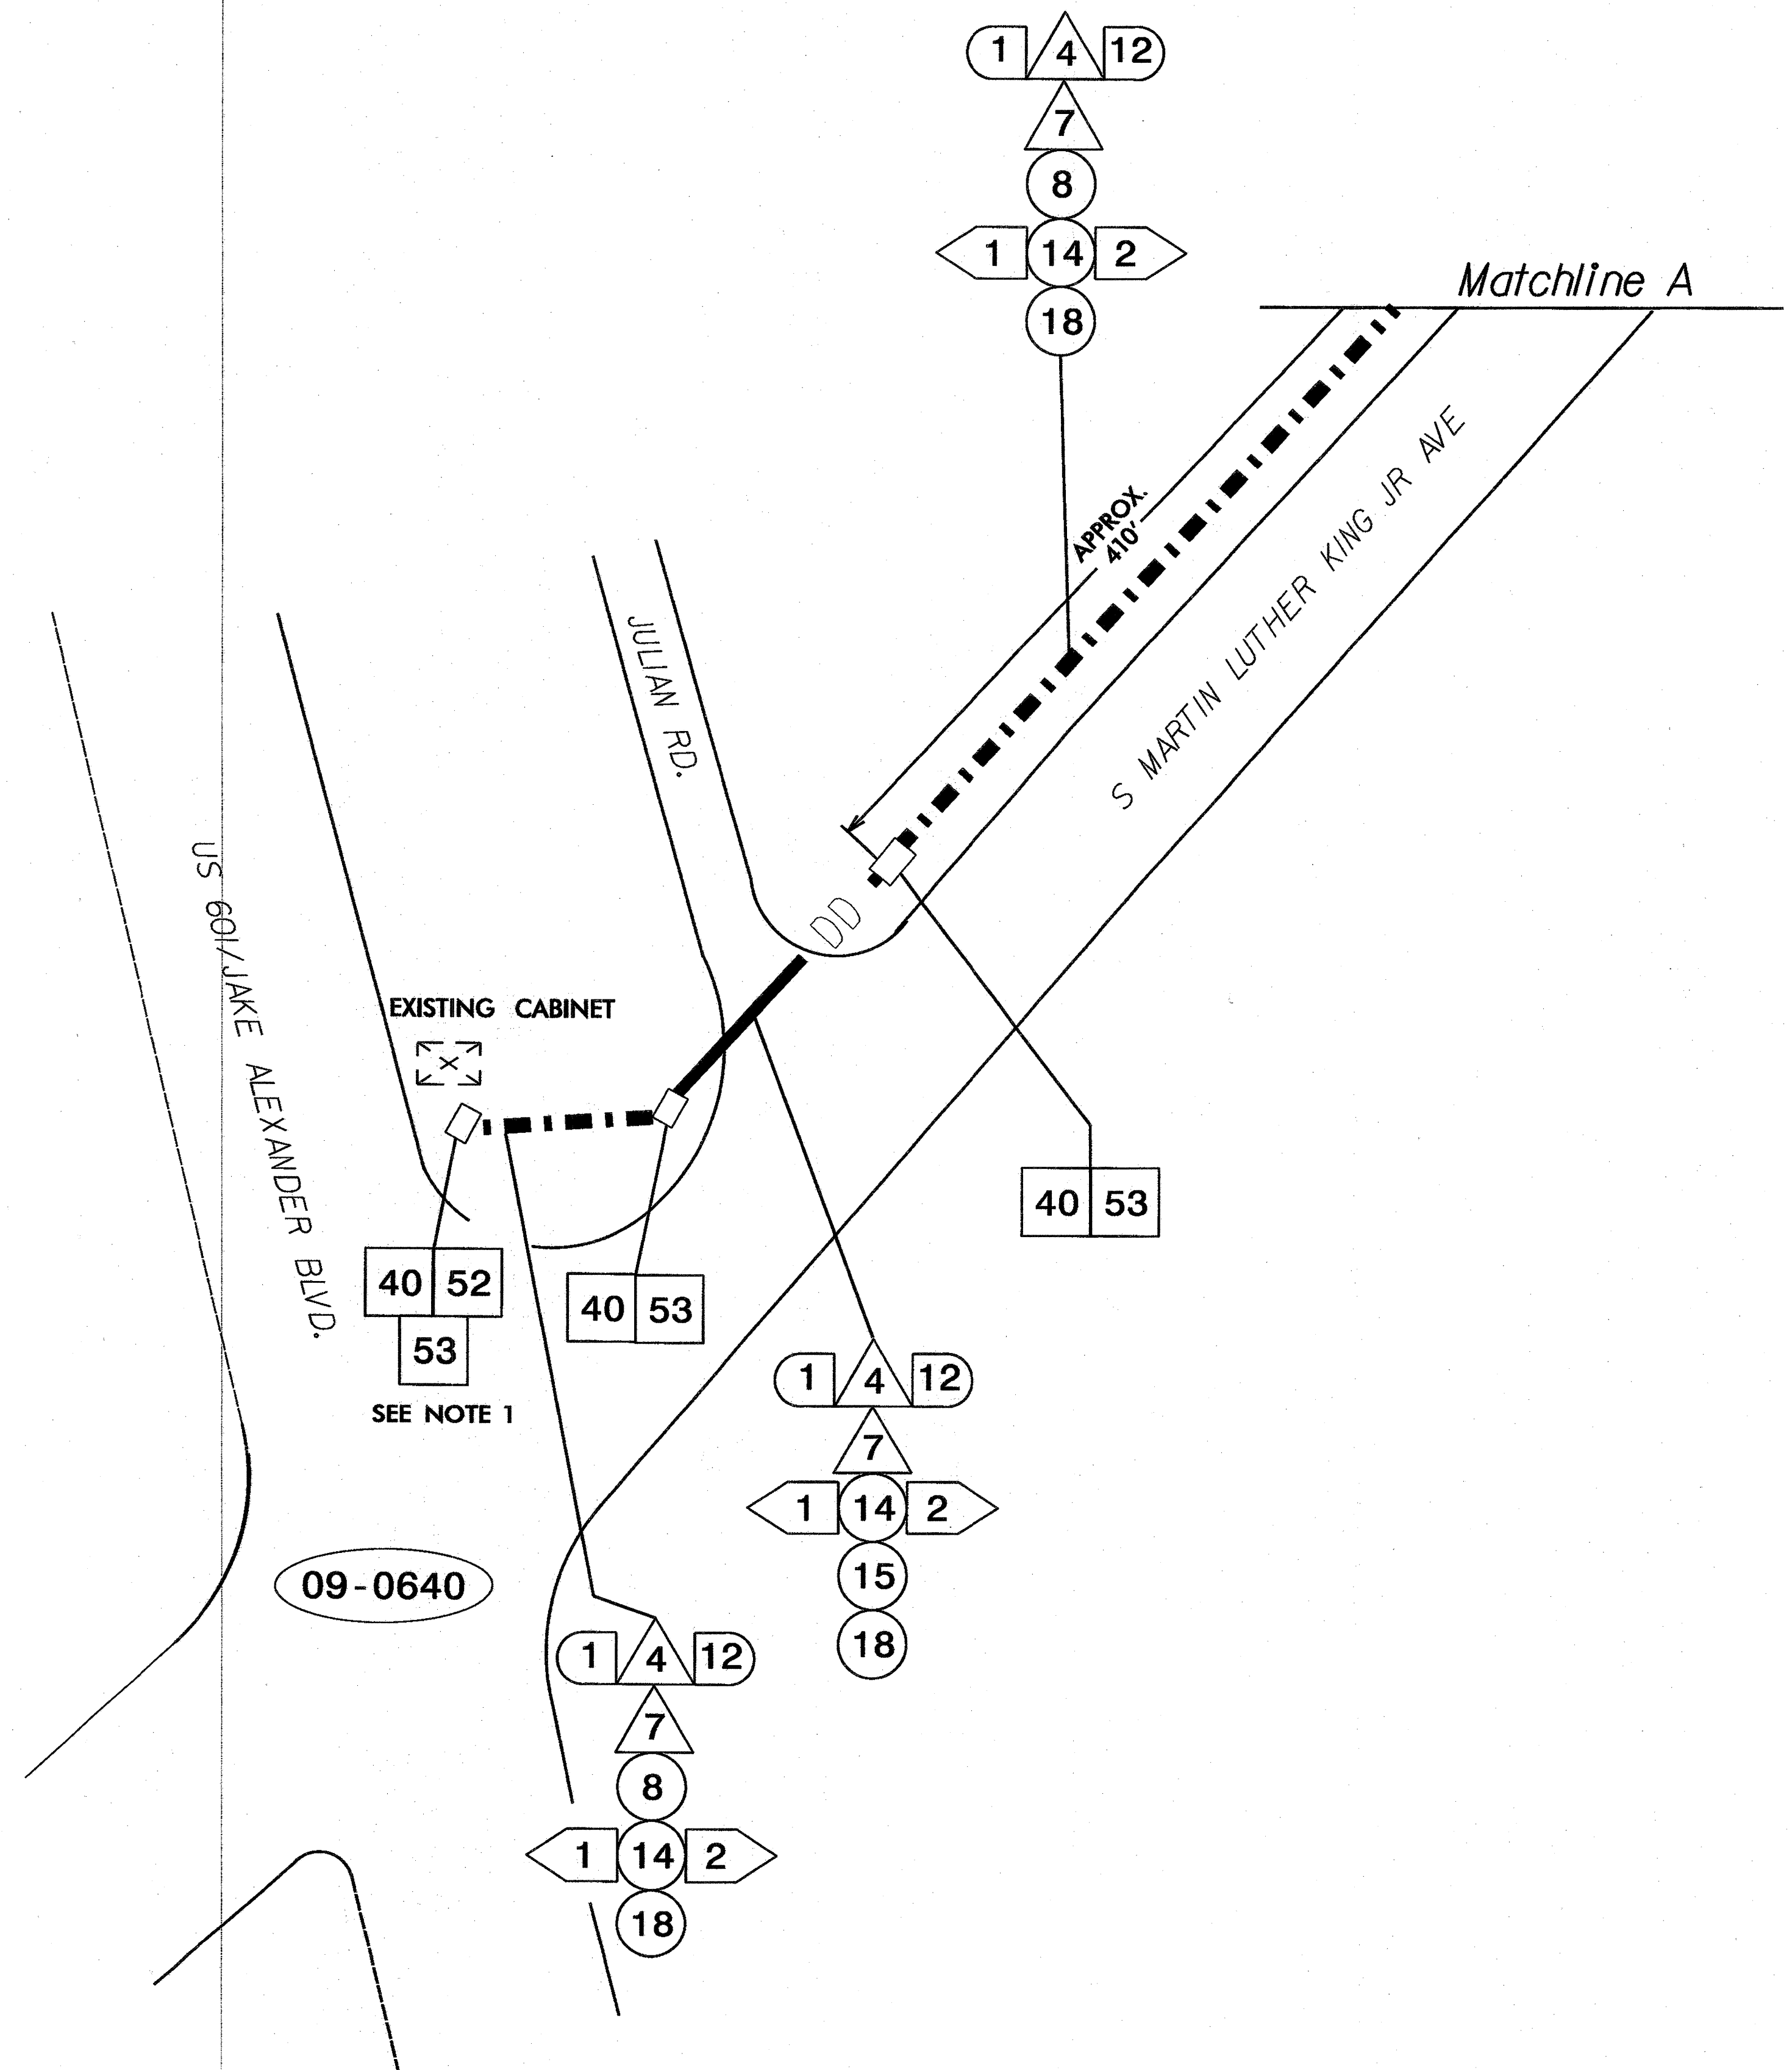 1 4 12
7
8
1 14 2
18
Matchline A
APPROX.
410'
S MARTIN LUTHER KING JR AVE
JULIAN RD.
US 601/JAKE ALEXANDER BLVD.
DD
EXISTING CABINET
X
40 53
40 52
53
SEE NOTE 1
40 53
1 4 12
7
1 14 2
15
18
09-0640
1 4 12
7
8
1 14 2
18